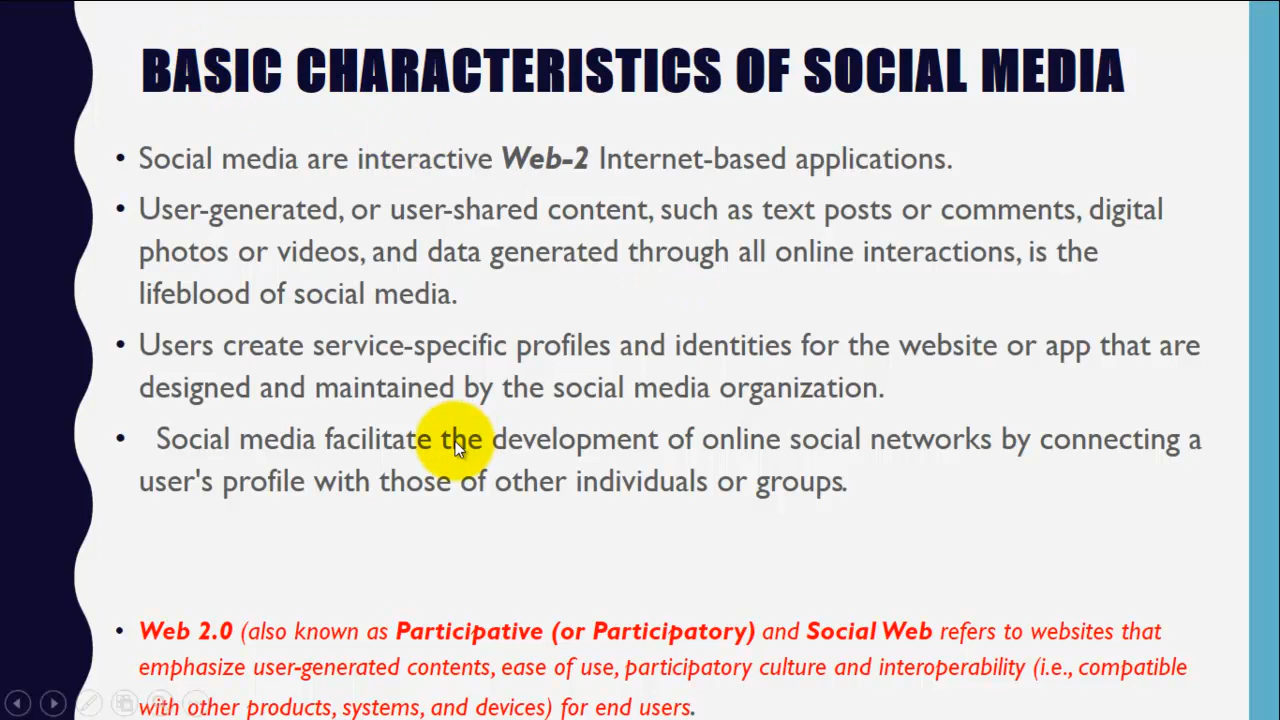 BASIC CHARACTERISTICS OF SOCIAL MEDIA
• Social media are interactive Web-2 Internet-based applications.
• User-generated, or user-shared content, such as text posts or comments, digital
photos or videos, and data generated through all online interactions, is the
lifeblood of social media.
• Users create service-specific profiles and identities for the website or app that are
designed and maintained by the social media organization.
• Social media facilitate the development of online social networks by connecting a
user's profile with those of other individuals or groups.
• Web 2.0 (also known as Participative (or Participatory) and Social Web refers to websites that
emphasize user-generated contents, ease of use, participatory culture and interoperability (i.e., compatible
with other products, systems, and devices) for end users.